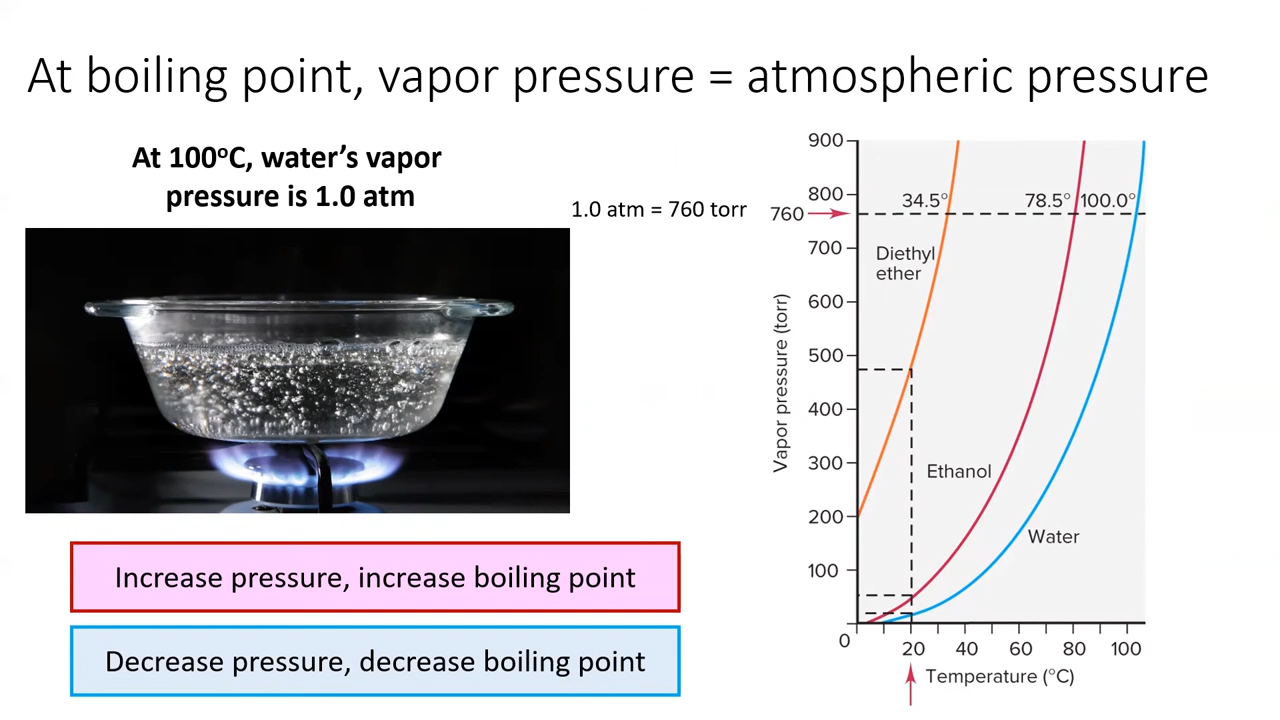 At boiling point, vapor pressure = atmospheric pressure
At 100ºC, water’s vapor
pressure is 1.0 atm
1.0 atm = 760 torr
Increase pressure, increase boiling point
Decrease pressure, decrease boiling point
900
800
760
700
600
500
400
300
200
100
0
Vapor pressure (torr)
34.5°
78.5°
100.0°
Diethyl
ether
Ethanol
Water
20
40
60
80
100
Temperature (°C)